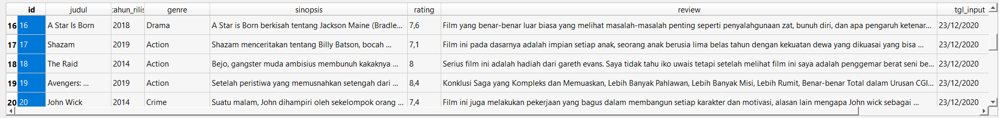 id judul tahun_rilis genre sinopsis rating review tgl_input
16 16 A Star Is Born 2018 Drama A Star is Born berkisah tentang Jackson Maine (Bradle... 7,6 Film yang benar-benar luar biasa yang melihat masalah-masalah penting seperti penyalahgunaan zat, bunuh diri, dan apa pengaruh ketenar... 23/12/2020
17 17 Shazam 2019 Action Shazam menceritakan tentang Billy Batson, bocah ... 7,1 Film ini pada dasarnya adalah impian setiap anak, seorang anak berusia lima belas tahun dengan kekuatan dewa yang dikuasai yang bisa ... 23/12/2020
18 18 The Raid 2014 Action Bejo, gangster muda ambisius membunuh kakaknya ... 8 Serius film ini adalah hadiah dari gareth evans. Saya tidak tahu iko uwais tetapi setelah melihat film ini saya adalah penggemar berat seni be... 23/12/2020
19 19 Avengers: ... 2019 Action Setelah peristiwa yang memusnahkan setengah dari ... 8,4 Konklusi Saga yang Kompleks dan Memuaskan, Lebih Banyak Pahlawan, Lebih Banyak Misi, Lebih Rumit, Benar-benar Total dalam Urusan CGI... 23/12/2020
20 20 John Wick 2014 Crime Suatu malam, John dihampiri oleh sekelompok orang ... 7,4 Film ini juga melakukan pekerjaan yang bagus dalam membangun setiap karakter dan motivasi, alasan lain mengapa John wick sebagai ... 23/12/2020